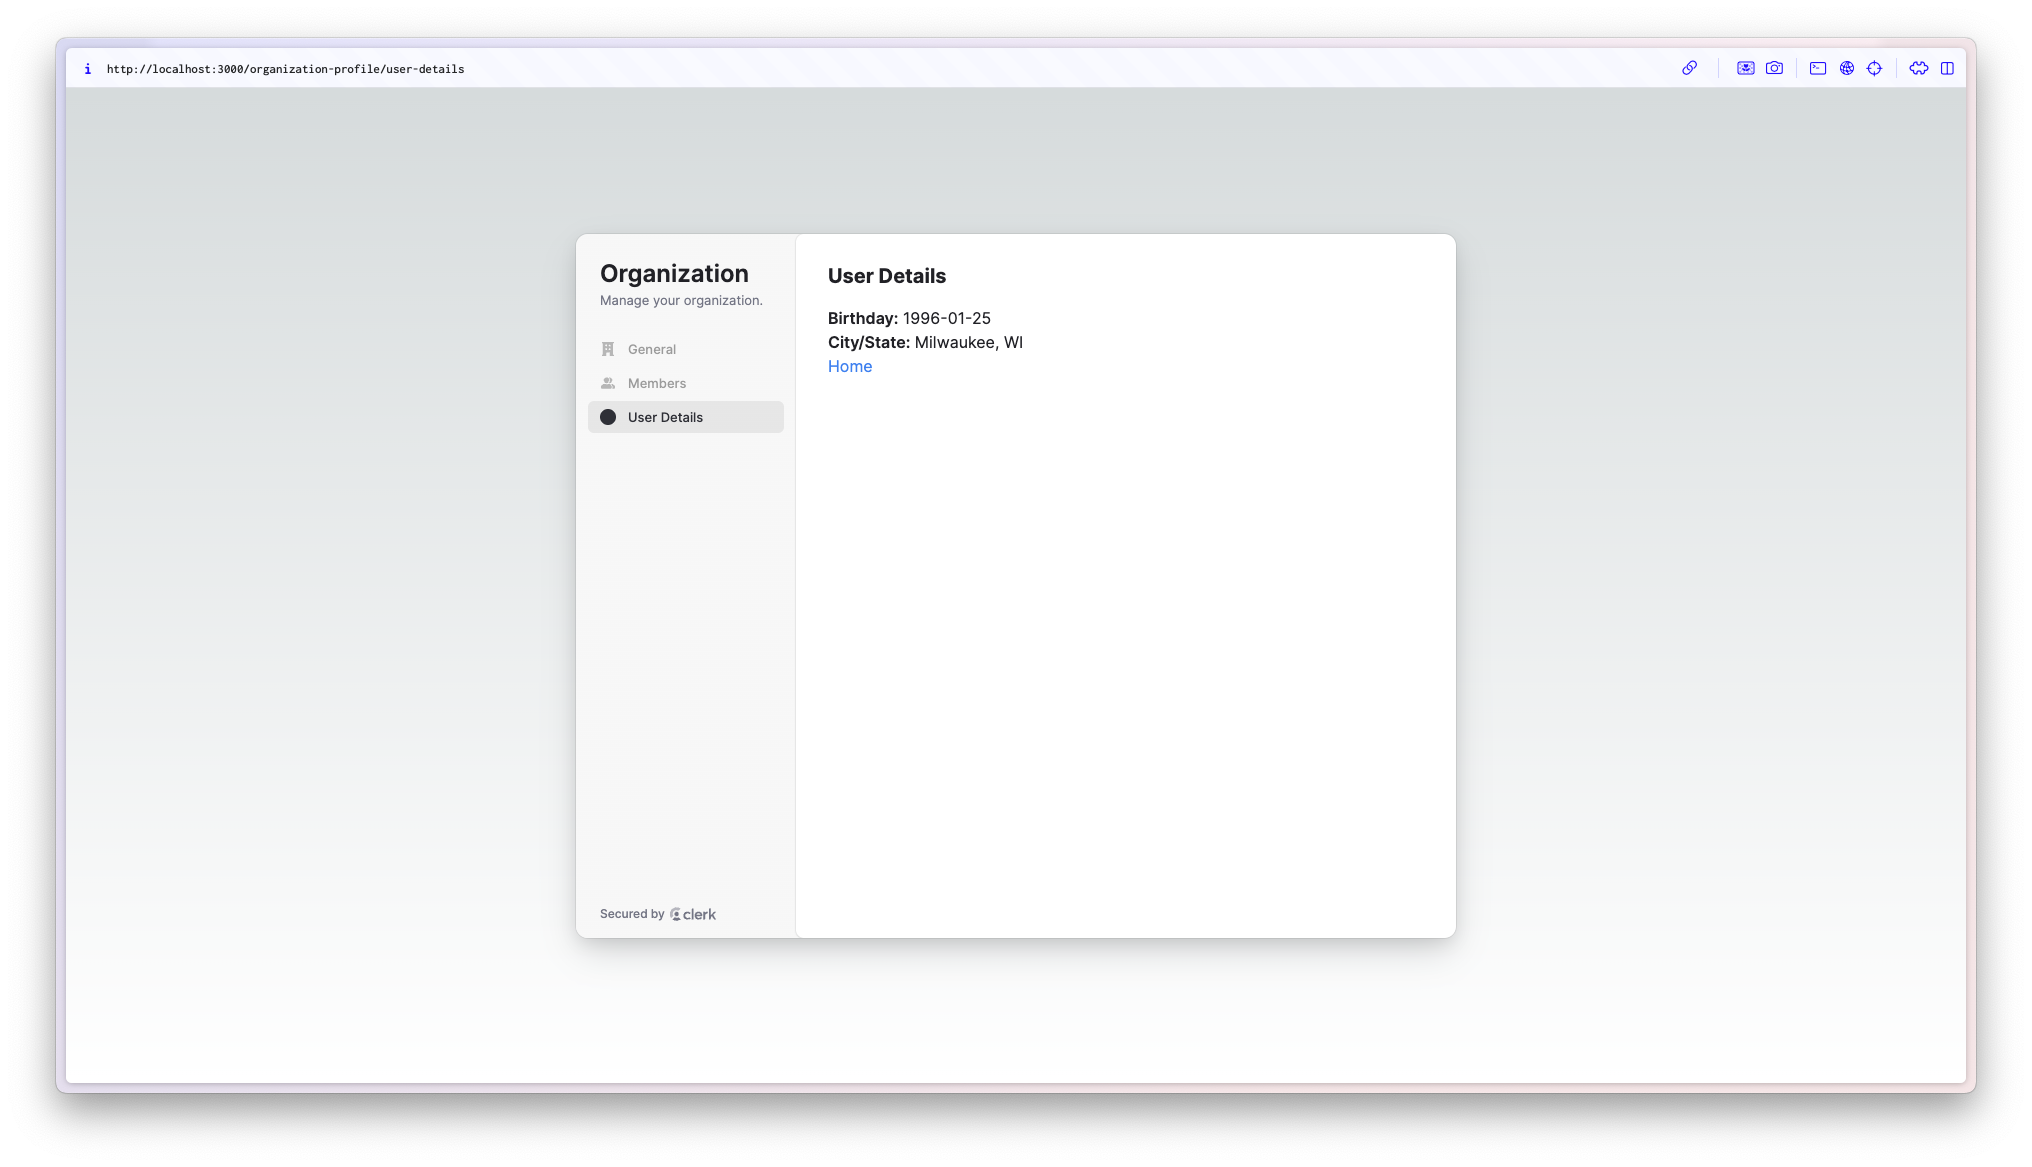 i http://localhost:3000/organization-profile/user-details
Organization
Manage your organization.
General
Members
User Details
Secured by clerk
User Details
Birthday: 1996-01-25
City/State: Milwaukee, WI
Home